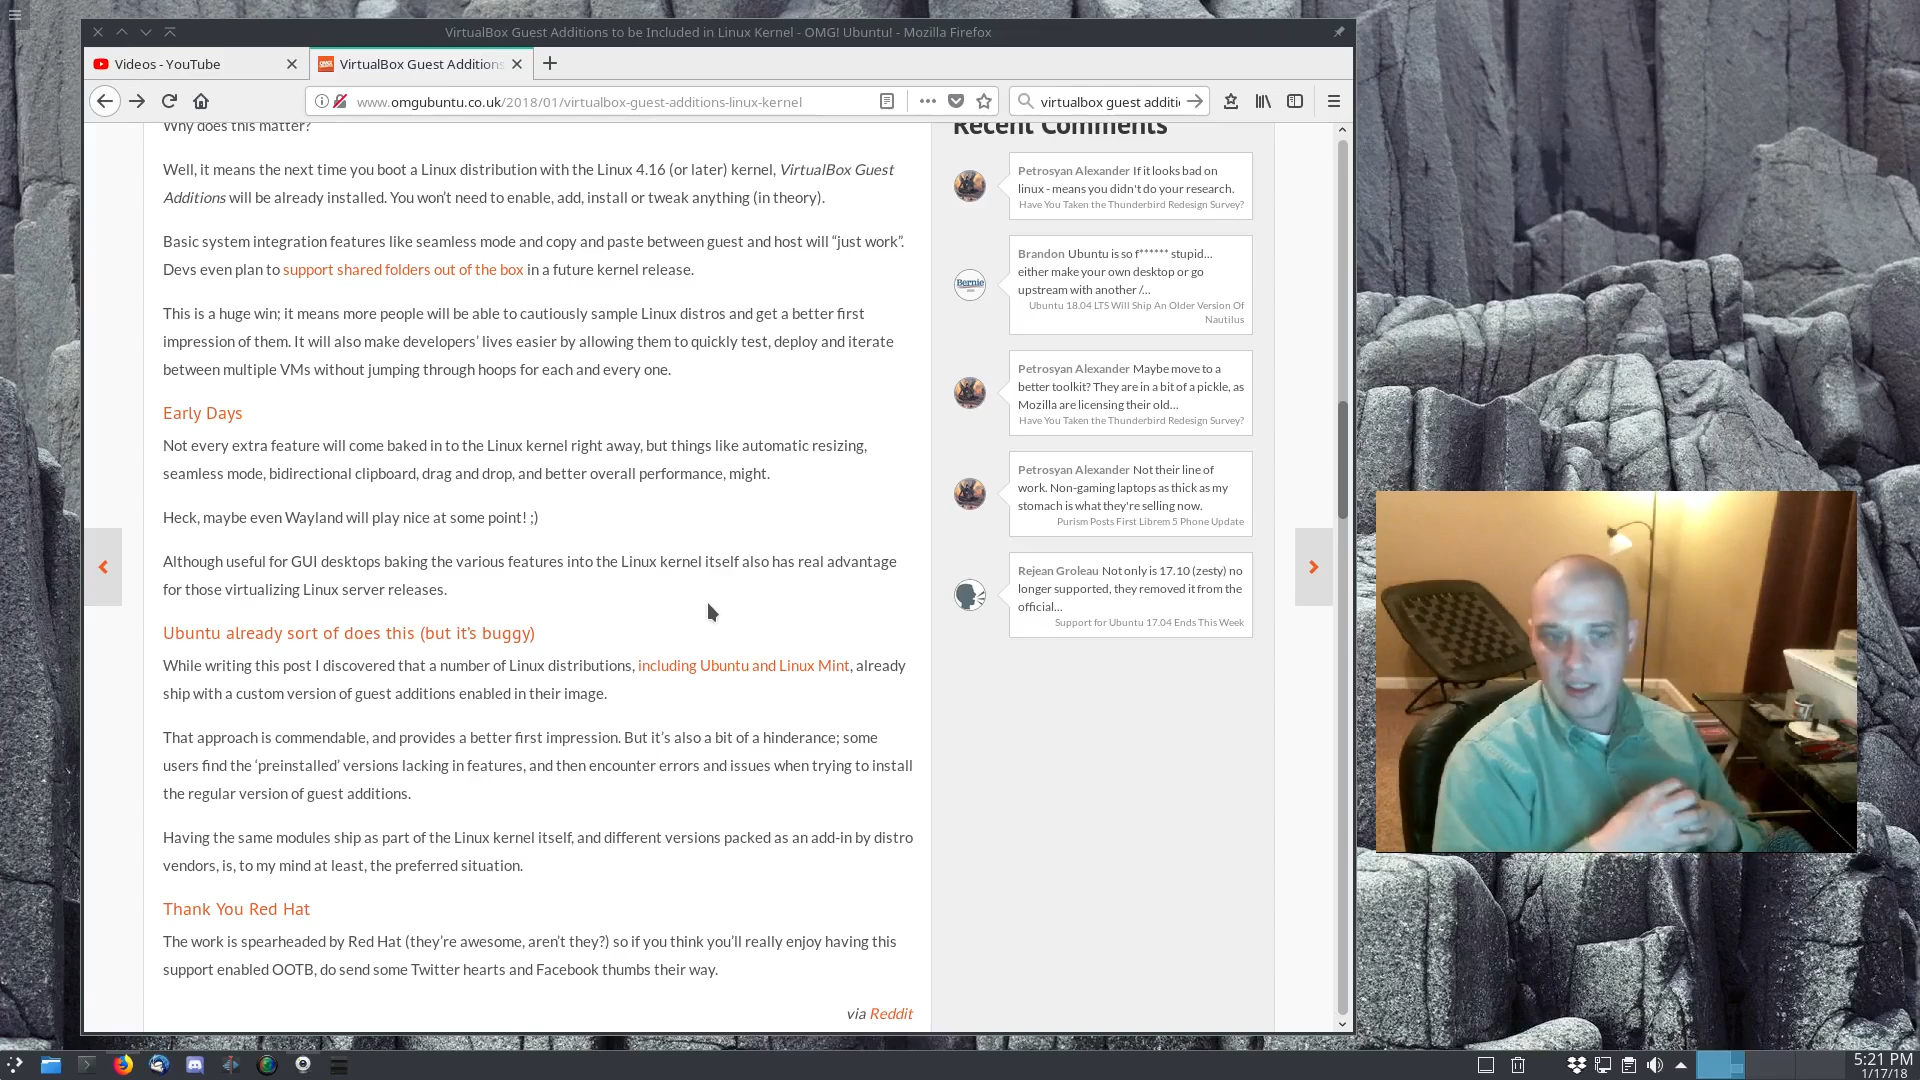 VirtualBox Guest Additions to be Included in Linux Kernel - OMG! Ubuntu! - Mozilla Firefox
Videos - YouTube
VirtualBox Guest Additions
www.omgubuntu.co.uk/2018/01/virtualbox-guest-additions-linux-kernel
virtualbox guest additi
Why does this matter?
Well, it means the next time you boot a Linux distribution with the Linux 4.16 (or later) kernel, VirtualBox Guest
Additions will be already installed. You won't need to enable, add, install or tweak anything (in theory).
Basic system integration features like seamless mode and copy and paste between guest and host will “just work”.
Devs even plan to support shared folders out of the box in a future kernel release.
This is a huge win; it means more people will be able to cautiously sample Linux distros and get a better first
impression of them. It will also make developers’ lives easier by allowing them to quickly test, deploy and iterate
between multiple VMs without jumping through hoops for each and every one.
Early Days
Not every extra feature will come baked in to the Linux kernel right away, but things like automatic resizing,
seamless mode, bidirectional clipboard, drag and drop, and better overall performance, might.
Heck, maybe even Wayland will play nice at some point! ;)
Although useful for GUI desktops baking the various features into the Linux kernel itself also has real advantage
for those virtualizing Linux server releases.
Ubuntu already sort of does this (but it’s buggy)
While writing this post I discovered that a number of Linux distributions, including Ubuntu and Linux Mint, already
ship with a custom version of guest additions enabled in their image.
That approach is commendable, and provides a better first impression. But it’s also a bit of a hinderance; some
users find the ‘preinstalled’ versions lacking in features, and then encounter errors and issues when trying to install
the regular version of guest additions.
Having the same modules ship as part of the Linux kernel itself, and different versions packed as an add-in by distro
vendors, is, to my mind at least, the preferred situation.
Thank You Red Hat
The work is spearheaded by Red Hat (they’re awesome, aren’t they?) so if you think you’ll really enjoy having this
support enabled OOTB, do send some Twitter hearts and Facebook thumbs their way.
via Reddit
Recent Comments
Petrosyan Alexander If it looks bad on
linux - means you didn't do your research.
Have You Taken the Thunderbird Redesign Survey?
Bernie
Brandon Ubuntu is so f****** stupid...
either make your own desktop or go
upstream with another /...
Ubuntu 18.04 LTS Will Ship An Older Version Of
Nautilus
Petrosyan Alexander Maybe move to a
better toolkit? They are in a bit of a pickle, as
Mozilla are licensing their old...
Have You Taken the Thunderbird Redesign Survey?
Petrosyan Alexander Not their line of
work. Non-gaming laptops as thick as my
stomach is what they're selling now.
Purism Posts First Librem 5 Phone Update
Rejean Groleau Not only is 17.10 (zesty) no
longer supported, they removed it from the
official...
Support for Ubuntu 17.04 Ends This Week
5:21 PM
1/17/18